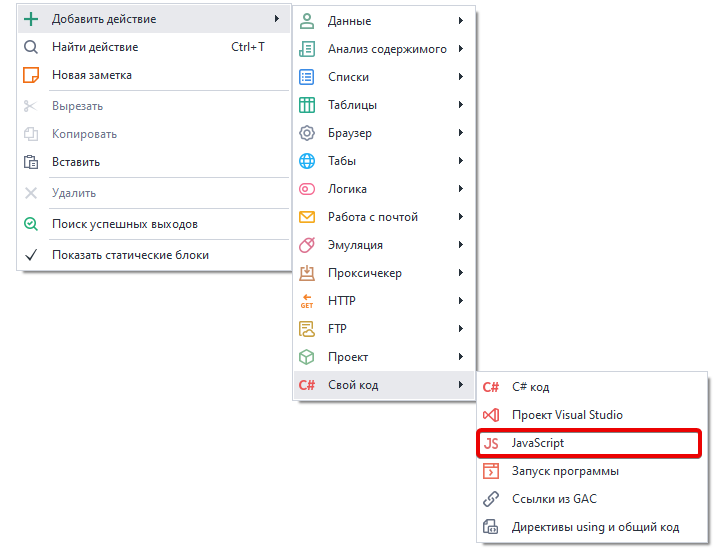 Добавить действие
Найти действие Ctrl+T
Новая заметка
Вырезать
Копировать
Вставить
Удалить
Поиск успешных выходов
Показать статические блоки
Данные
Анализ содержимого
Списки
Таблицы
Браузер
Табы
Логика
Работа с почтой
Эмуляция
Проксичекер
GET HTTP
FTP
Проект
C# Свой код
C# C# код
Проект Visual Studio
JS JavaScript
Запуск программы
Ссылки из GAC
Директивы using и общий код